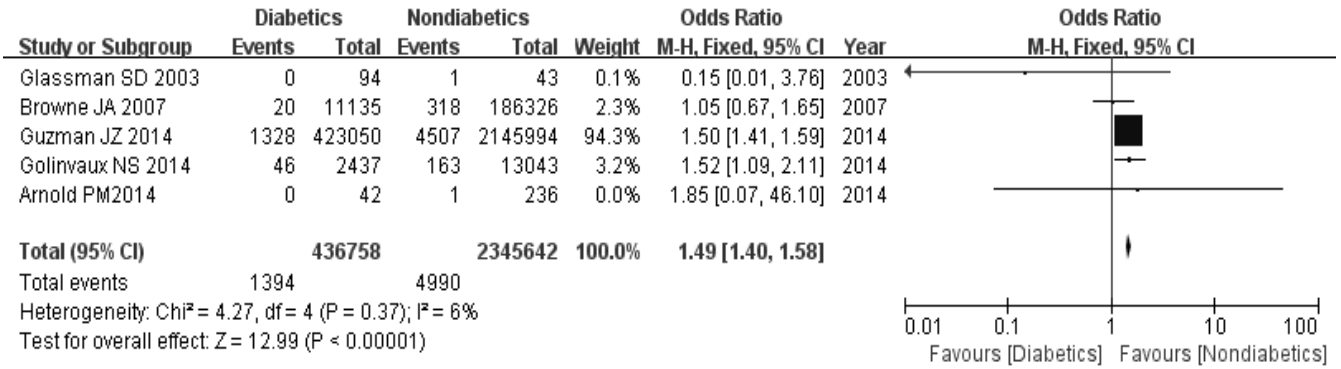 Diabetics Nondiabetics Odds Ratio Odds Ratio
Study or Subgroup Events Total Events Total Weight M-H, Fixed, 95% CI Year M-H, Fixed, 95% CI
Glassman SD 2003 0 94 1 43 0.1% 0.15 [0.01, 3.76] 2003
Browne JA 2007 20 11135 318 186326 2.3% 1.05 [0.67, 1.65] 2007
Guzman JZ 2014 1328 423050 4507 2145994 94.3% 1.50 [1.41, 1.59] 2014
Golinvaux NS 2014 46 2437 163 13043 3.2% 1.52 [1.09, 2.11] 2014
Arnold PM2014 0 42 1 236 0.0% 1.85 [0.07, 46.10] 2014
Total (95% CI) 436758 2345642 100.0% 1.49 [1.40, 1.58]
Total events 1394 4990
Heterogeneity: Chi² = 4.27, df = 4 (P = 0.37); I² = 6%
Test for overall effect: Z = 12.99 (P < 0.00001)
0.01 0.1 1 10 100
Favours [Diabetics] Favours [Nondiabetics]